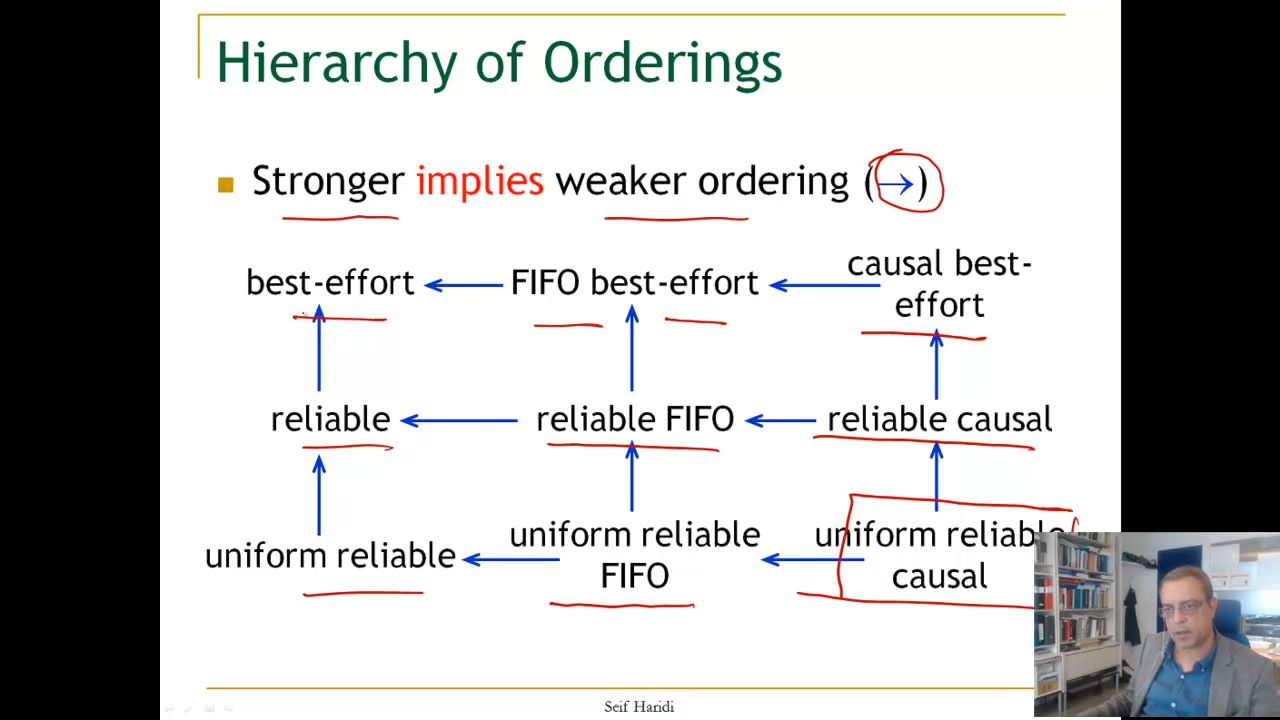 Hierarchy of Orderings
Stronger implies weaker ordering (→)
best-effort ← FIFO best-effort ← causal best-
effort
reliable ← reliable FIFO ← reliable causal
uniform reliable ← uniform reliable ← uniform reliable
FIFO causal
Seif Haridi